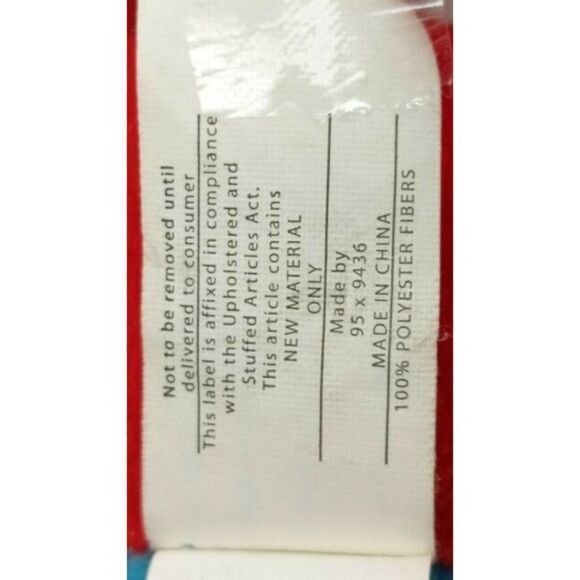 Not to be removed until
delivered to consumer
This label is affixed in compliance
with the Upholstered and
Stuffed Articles Act.
This article contains
NEW MATERIAL
ONLY
Made by
95 x 9436
MADE IN CHINA
100% POLYESTER FIBERS